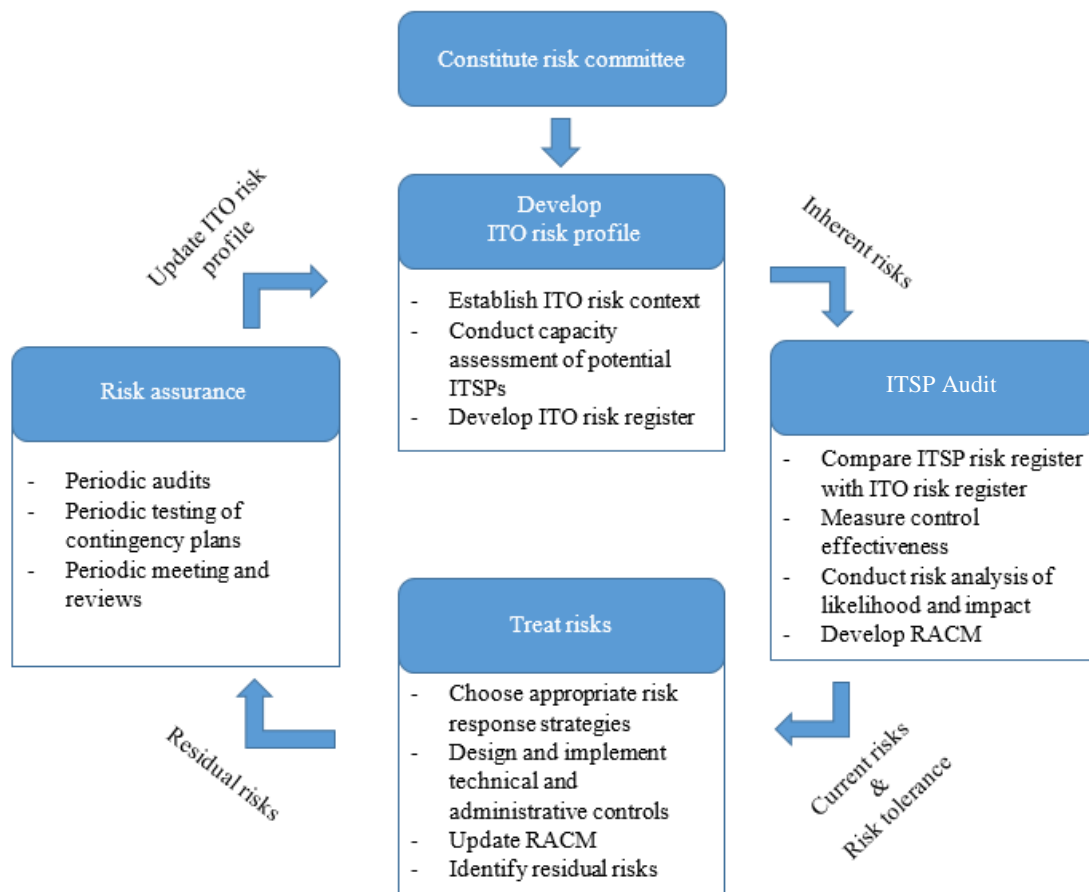 Constitute risk committee
Develop
ITO risk profile
- Establish ITO risk context
- Conduct capacity
assessment of potential
ITSPs
- Develop ITO risk register
Inherent risks
ITSP Audit
- Compare ITSP risk register
with ITO risk register
- Measure control
effectiveness
- Conduct risk analysis of
likelihood and impact
- Develop RACM
Current risks
&
Risk tolerance
Treat risks
- Choose appropriate risk
response strategies
- Design and implement
technical and
administrative controls
- Update RACM
- Identify residual risks
Residual risks
Risk assurance
- Periodic audits
- Periodic testing of
contingency plans
- Periodic meeting and
reviews
Update ITO risk
profile